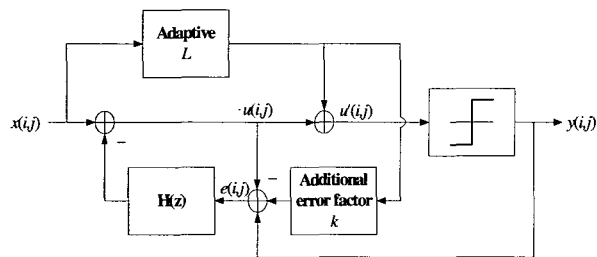 Adaptive
L
x(i,j)
u(i,j)
u'(i,j)
y(i,j)
−
−
H(z)
e(i,j)
Additional
error factor
k